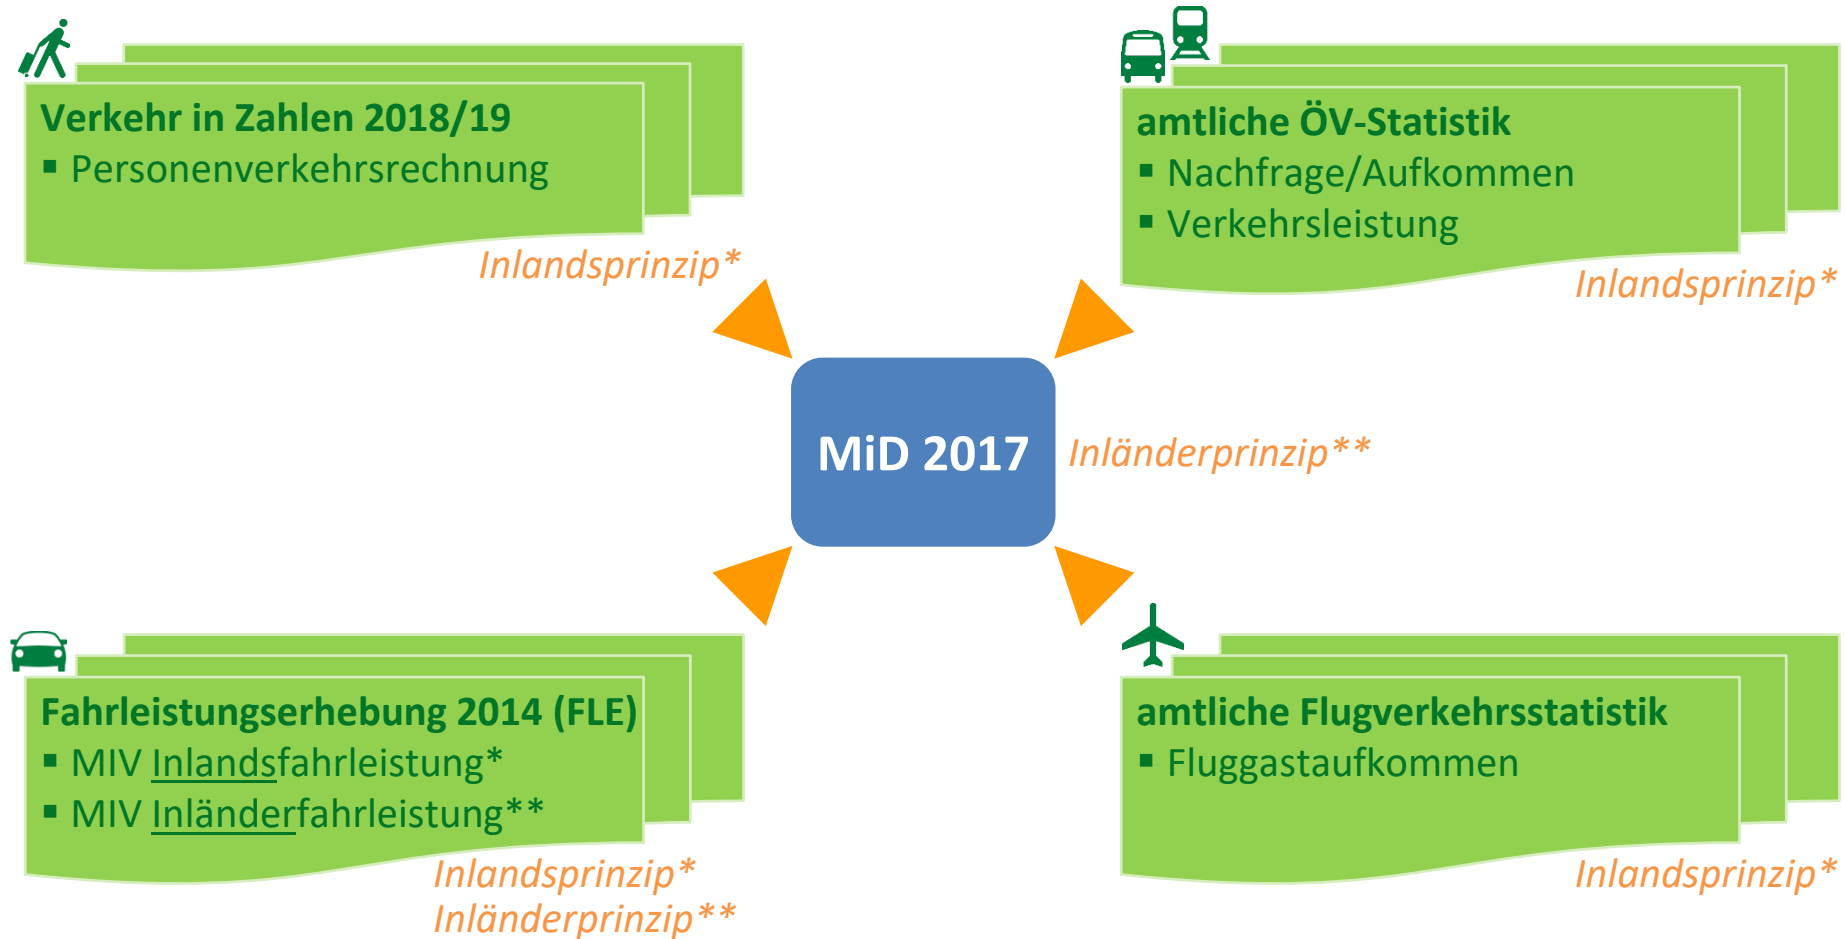 Verkehr in Zahlen 2018/19
▪ Personenverkehrsrechnung
Inlandsprinzip*
amtliche ÖV-Statistik
▪ Nachfrage/Aufkommen
▪ Verkehrsleistung
Inlandsprinzip*
MiD 2017
Inländerprinzip**
Fahrleistungserhebung 2014 (FLE)
▪ MIV Inlandsfahrleistung*
▪ MIV Inländerfahrleistung**
Inlandsprinzip*
Inländerprinzip**
amtliche Flugverkehrsstatistik
▪ Fluggastaufkommen
Inlandsprinzip*